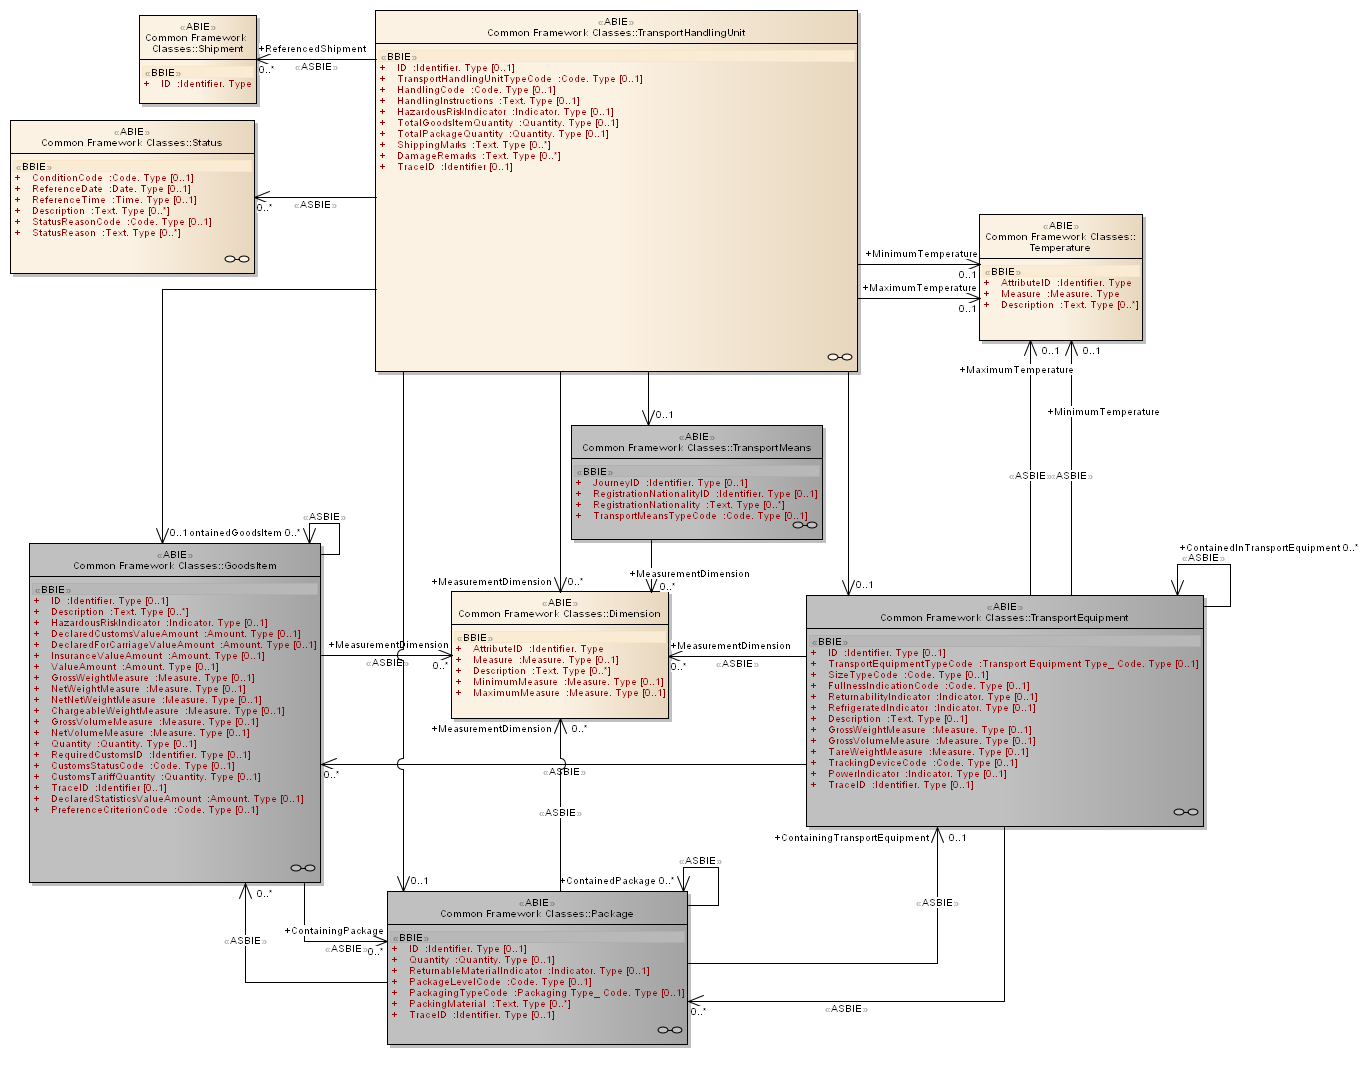 «ABIE»
Common Framework
Classes::Shipment
«BBIE»
+ ID :Identifier. Type
+ReferencedShipment
0..*
«ASBIE»
«ABIE»
Common Framework Classes::TransportHandlingUnit
«BBIE»
+ ID :Identifier. Type [0..1]
+ TransportHandlingUnitTypeCode :Code. Type [0..1]
+ HandlingCode :Code. Type [0..1]
+ HandlingInstructions :Text. Type [0..1]
+ HazardousRiskIndicator :Indicator. Type [0..1]
+ TotalGoodsItemQuantity :Quantity. Type [0..1]
+ TotalPackageQuantity :Quantity. Type [0..1]
+ ShippingMarks :Text. Type [0..*]
+ DamageRemarks :Text. Type [0..*]
+ TraceID :Identifier [0..1]
«ABIE»
Common Framework Classes::Status
«BBIE»
+ ConditionCode :Code. Type [0..1]
+ ReferenceDate :Date. Type [0..1]
+ ReferenceTime :Time. Type [0..1]
+ Description :Text. Type [0..*]
+ StatusReasonCode :Code. Type [0..1]
+ StatusReason :Text. Type [0..*]
0..*
«ASBIE»
+MinimumTemperature
0..1
+MaximumTemperature
0..1
«ABIE»
Common Framework Classes::
Temperature
«BBIE»
+ AttributeID :Identifier. Type
+ Measure :Measure. Type
+ Description :Text. Type [0..*]
0..1
0..1
+MaximumTemperature
+MinimumTemperature
«ASBIE»
«ASBIE»
0..1
«ABIE»
Common Framework Classes::TransportMeans
«BBIE»
+ JourneyID :Identifier. Type [0..1]
+ RegistrationNationalityID :Identifier. Type [0..1]
+ RegistrationNationality :Text. Type [0..*]
+ TransportMeansTypeCode :Code. Type [0..1]
«ASBIE»
0..1
ontainedGoodsItem 0..*
«ABIE»
Common Framework Classes::GoodsItem
«BBIE»
+ ID :Identifier. Type [0..1]
+ Description :Text. Type [0..*]
+ HazardousRiskIndicator :Indicator. Type [0..1]
+ DeclaredCustomsValueAmount :Amount. Type [0..1]
+ DeclaredForCarriageValueAmount :Amount. Type [0..1]
+ InsuranceValueAmount :Amount. Type [0..1]
+ ValueAmount :Amount. Type [0..1]
+ GrossWeightMeasure :Measure. Type [0..1]
+ NetWeightMeasure :Measure. Type [0..1]
+ NetNetWeightMeasure :Measure. Type [0..1]
+ ChargeableWeightMeasure :Measure. Type [0..1]
+ GrossVolumeMeasure :Measure. Type [0..1]
+ NetVolumeMeasure :Measure. Type [0..1]
+ Quantity :Quantity. Type [0..1]
+ RequiredCustomsID :Identifier. Type [0..1]
+ CustomsStatusCode :Code. Type [0..1]
+ CustomsTariffQuantity :Quantity. Type [0..1]
+ TraceID :Identifier [0..1]
+ DeclaredStatisticsValueAmount :Amount. Type [0..1]
+ PreferenceCriterionCode :Code. Type [0..1]
+MeasurementDimension
0..*
+MeasurementDimension
0..*
0..1
+ContainedInTransportEquipment 0..*
«ASBIE»
«ABIE»
Common Framework Classes::Dimension
«BBIE»
+ AttributeID :Identifier. Type
+ Measure :Measure. Type
+ Description :Text. Type [0..*]
+ MinimumMeasure :Measure. Type [0..1]
+ MaximumMeasure :Measure. Type [0..1]
+MeasurementDimension
«ASBIE»
0..*
+MeasurementDimension
0..*
«ASBIE»
«ABIE»
Common Framework Classes::TransportEquipment
«BBIE»
+ ID :Identifier. Type [0..1]
+ TransportEquipmentTypeCode :Transport Equipment Type_ Code. Type [0..1]
+ SizeTypeCode :Code. Type [0..1]
+ FullnessIndicationCode :Code. Type [0..1]
+ ReturnabilityIndicator :Indicator. Type [0..1]
+ RefrigeratedIndicator :Indicator. Type [0..1]
+ Description :Text. Type [0..1]
+ GrossWeightMeasure :Measure. Type [0..1]
+ GrossVolumeMeasure :Measure. Type [0..1]
+ TareWeightMeasure :Measure. Type [0..1]
+ TrackingDeviceCode :Code. Type [0..1]
+ PowerIndicator :Indicator. Type [0..1]
+ TraceID :Identifier. Type [0..1]
+MeasurementDimension
0..*
0..*
«ASBIE»
«ASBIE»
+ContainingTransportEquipment
0..1
«ASBIE»
0..*
+ContainingPackage
«ASBIE»
0..*
«ASBIE»
0..1
«ASBIE»
+ContainedPackage 0..*
«ABIE»
Common Framework Classes::Package
«BBIE»
+ ID :Identifier. Type [0..1]
+ Quantity :Quantity. Type [0..1]
+ ReturnableMaterialIndicator :Indicator. Type [0..1]
+ PackageLevelCode :Code. Type [0..1]
+ PackagingTypeCode :Packaging Type_ Code. Type [0..1]
+ PackingMaterial :Text. Type [0..*]
+ TraceID :Identifier. Type [0..1]
0..*
«ASBIE»